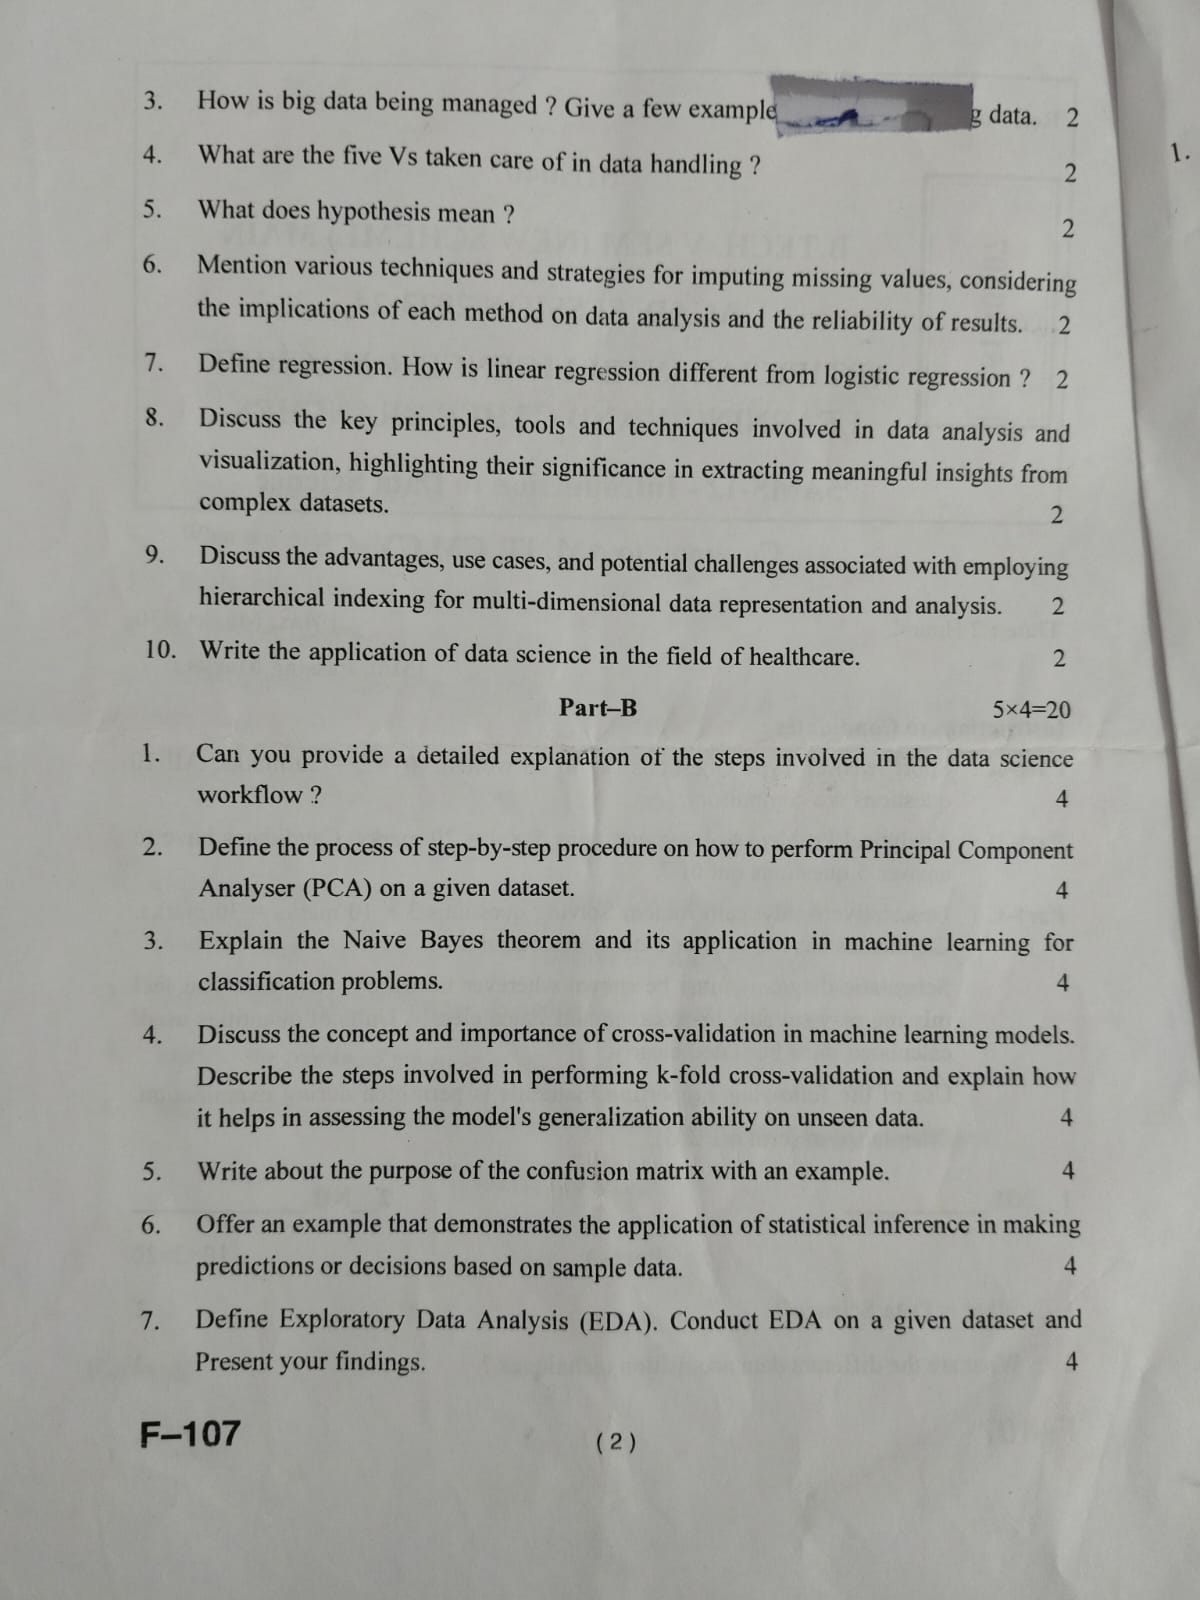 3. How is big data being managed ? Give a few example data. 2
4. What are the five Vs taken care of in data handling ? 2
5. What does hypothesis mean ? 2
6. Mention various techniques and strategies for imputing missing values, considering
the implications of each method on data analysis and the reliability of results. 2
7. Define regression. How is linear regression different from logistic regression ? 2
8. Discuss the key principles, tools and techniques involved in data analysis and
visualization, highlighting their significance in extracting meaningful insights from
complex datasets. 2
9. Discuss the advantages, use cases, and potential challenges associated with employing
hierarchical indexing for multi-dimensional data representation and analysis. 2
10. Write the application of data science in the field of healthcare. 2
Part–B 5×4=20
1. Can you provide a detailed explanation of the steps involved in the data science
workflow ? 4
2. Define the process of step-by-step procedure on how to perform Principal Component
Analyser (PCA) on a given dataset. 4
3. Explain the Naive Bayes theorem and its application in machine learning for
classification problems. 4
4. Discuss the concept and importance of cross-validation in machine learning models.
Describe the steps involved in performing k-fold cross-validation and explain how
it helps in assessing the model's generalization ability on unseen data. 4
5. Write about the purpose of the confusion matrix with an example. 4
6. Offer an example that demonstrates the application of statistical inference in making
predictions or decisions based on sample data. 4
7. Define Exploratory Data Analysis (EDA). Conduct EDA on a given dataset and
Present your findings. 4
F–107 (2)
1.